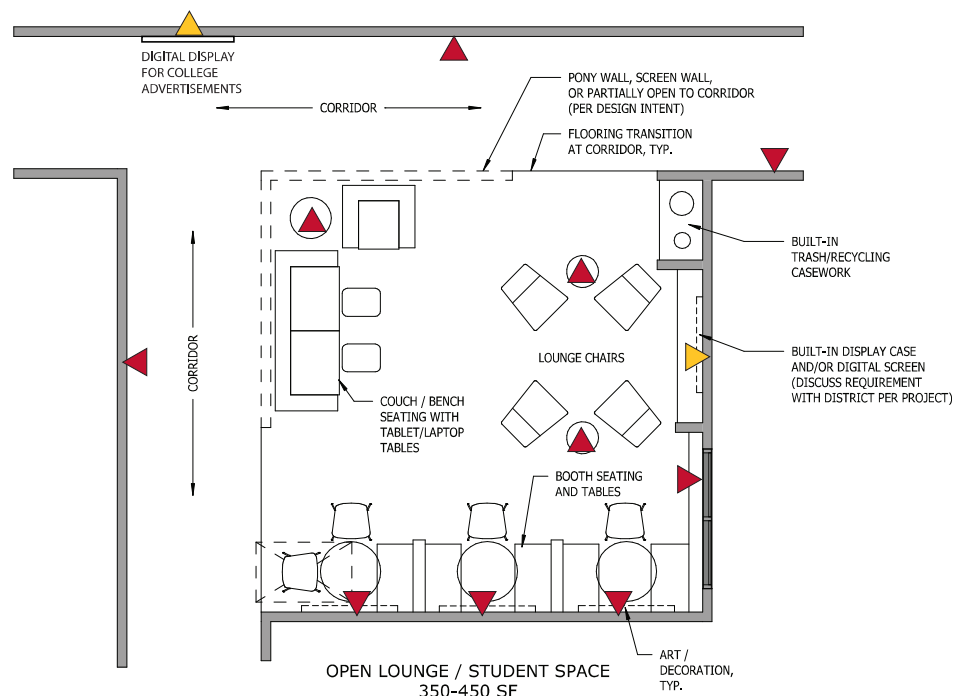 DIGITAL DISPLAY
FOR COLLEGE
ADVERTISEMENTS
CORRIDOR
PONY WALL, SCREEN WALL,
OR PARTIALLY OPEN TO CORRIDOR
(PER DESIGN INTENT)
FLOORING TRANSITION
AT CORRIDOR, TYP.
BUILT-IN
TRASH/RECYCLING
CASEWORK
CORRIDOR
LOUNGE CHAIRS
BUILT-IN DISPLAY CASE
AND/OR DIGITAL SCREEN
(DISCUSS REQUIREMENT
WITH DISTRICT PER PROJECT)
COUCH / BENCH
SEATING WITH
TABLET/LAPTOP
TABLES
BOOTH SEATING
AND TABLES
ART /
DECORATION,
TYP.
OPEN LOUNGE / STUDENT SPACE
350-450 SF